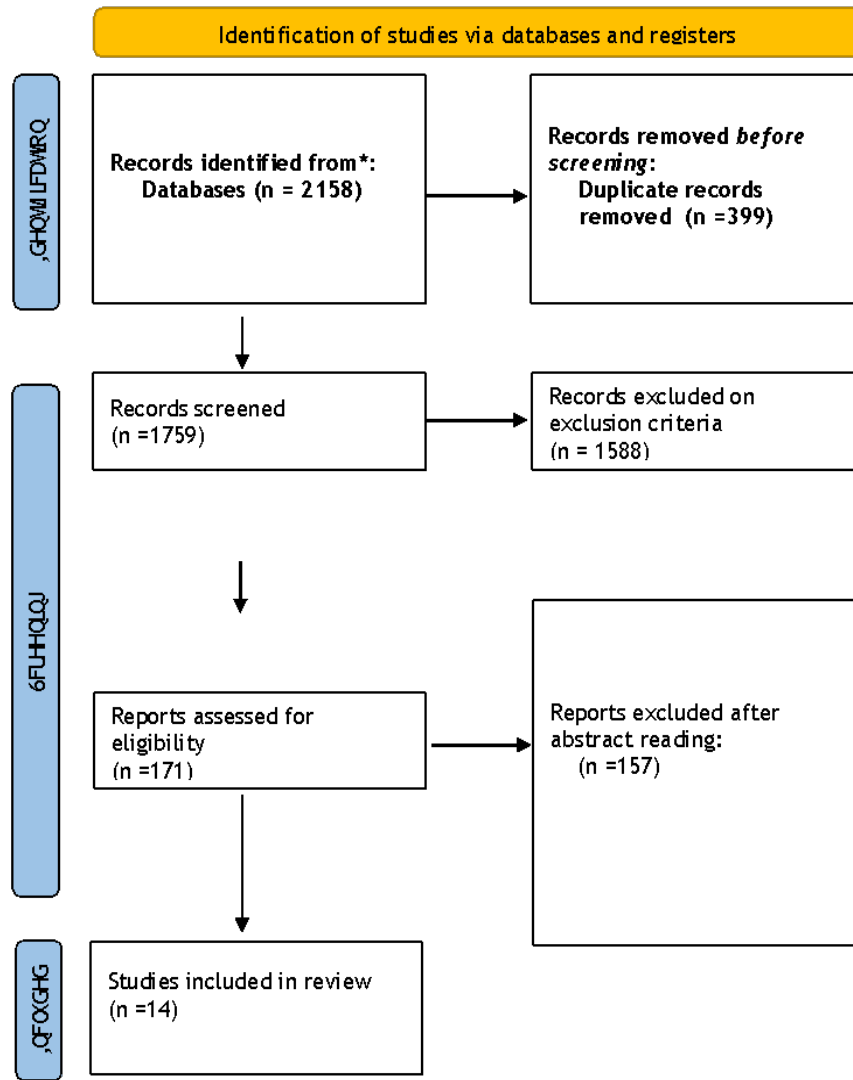 Identification of studies via databases and registers
,GHQWLILFDWLRQ
Records identified from*:
Databases (n = 2158)
Records removed before
screening:
Duplicate records
removed (n =399)
6FUHHQLQJ
Records screened
(n =1759)
Records excluded on
exclusion criteria
(n = 1588)
Reports assessed for
eligibility
(n =171)
Reports excluded after
abstract reading:
(n =157)
,QFOXGHG
Studies included in review
(n =14)